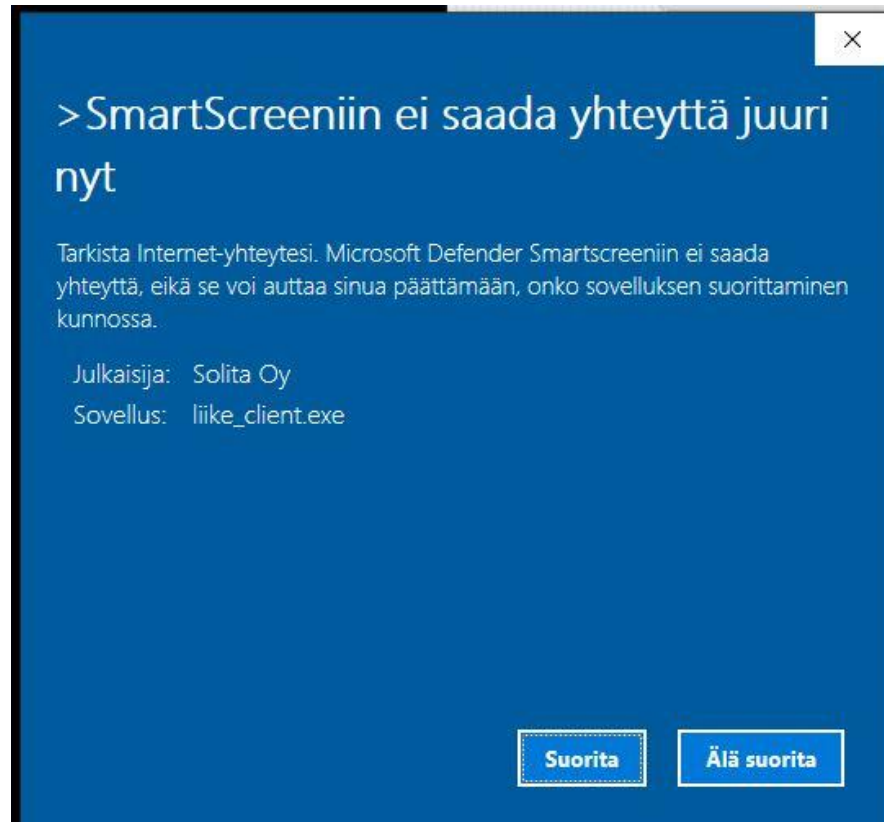 >SmartScreeniin ei saada yhteyttä juuri
nyt
Tarkista Internet-yhteytesi. Microsoft Defender Smartscreeniin ei saada
yhteyttä, eikä se voi auttaa sinua päättämään, onko sovelluksen suorittaminen
kunnossa.
Julkaisija: Solita Oy
Sovellus: liike_client.exe
Suorita Älä suorita